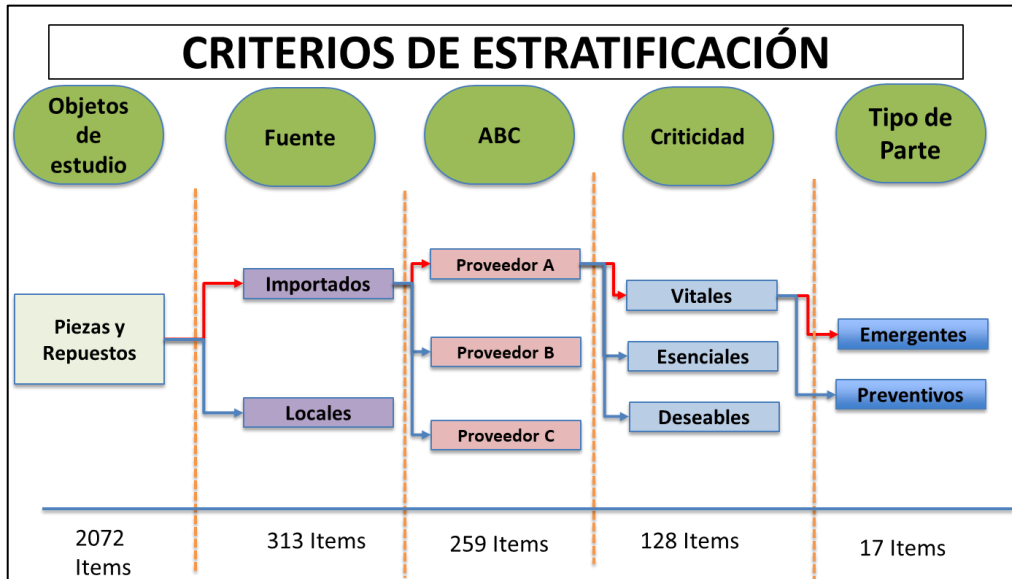 CRITERIOS DE ESTRATIFICACIÓN
Objetos
de
estudio
Fuente
ABC
Criticidad
Tipo de
Parte
Piezas y
Repuestos
Importados
Locales
Proveedor A
Proveedor B
Proveedor C
Vitales
Esenciales
Deseables
Emergentes
Preventivos
2072
Items
313 Items
259 Items
128 Items
17 Items